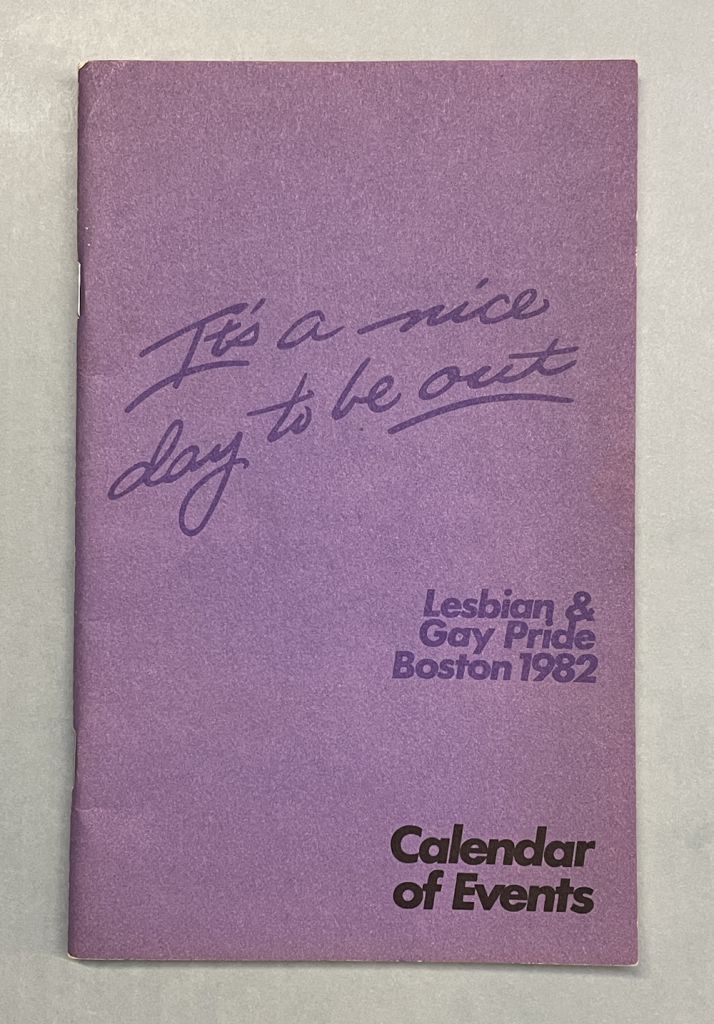 It's a nice
day to be out
Lesbian &
Gay Pride
Boston 1982
Calendar
of Events